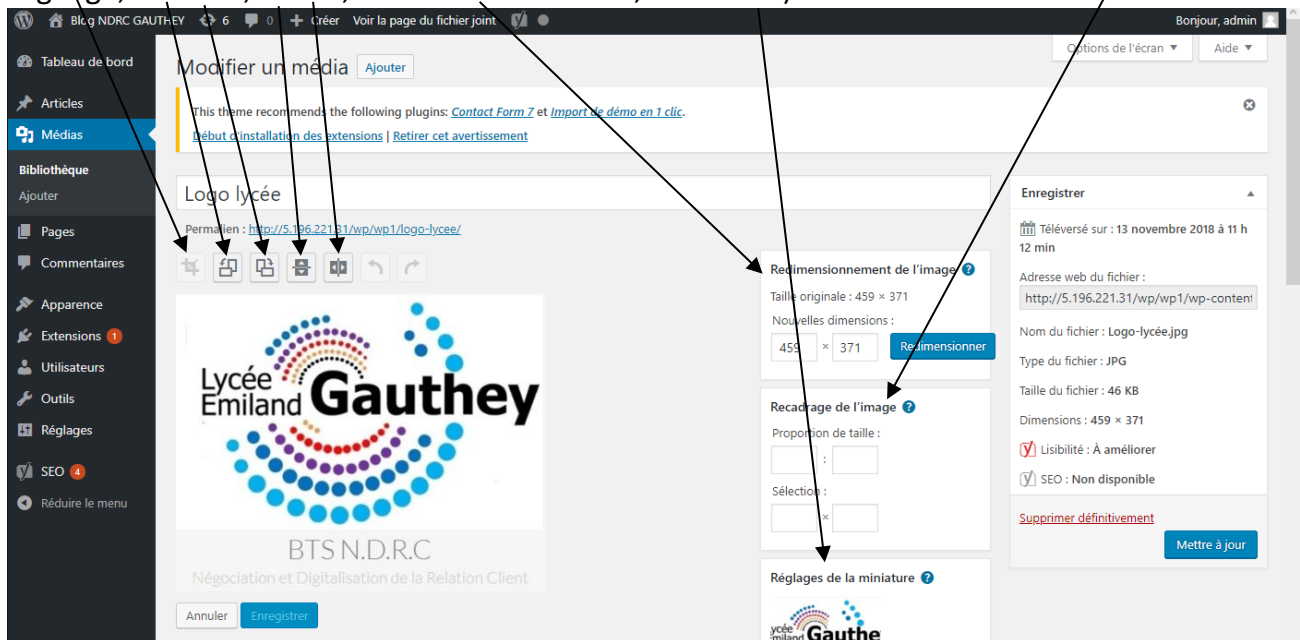 Blog NDRC GAUTHEY 6 0 + Créer Voir la page du fichier joint Bonjour, admin
Options de l'écran ▼ Aide ▼
Tableau de bord
Articles
Médias
Bibliothèque
Ajouter
Pages
Commentaires
Apparence
Extensions 1
Utilisateurs
Outils
Réglages
SEO 4
Réduire le menu
Modifier un média Ajouter
This theme recommends the following plugins: Contact Form 7 et Import de démo en 1 clic.
Début d'installation des extensions | Retirer cet avertissement
Logo lycée
Permalien : http://5.196.221.31/wp/wp1/logo-lycee/
Lycée
Emiland Gauthey
BTS N.D.R.C
Négociation et Digitalisation de la Relation Client
Annuler Enregistrer
Redimensionnement de l'image ?
Taille originale : 459 × 371
Nouvelles dimensions :
459 × 371 Redimensionner
Recadrage de l'image ?
Proportion de taille :
:
Sélection :
×
Réglages de la miniature ?
Gauthe
Enregistrer
Téléversé sur : 13 novembre 2018 à 11 h
12 min
Adresse web du fichier :
http://5.196.221.31/wp/wp1/wp-content
Nom du fichier : Logo-lycée.jpg
Type du fichier : JPG
Taille du fichier : 46 KB
Dimensions : 459 × 371
Lisibilité : À améliorer
SEO : Non disponible
Supprimer définitivement
Mettre à jour